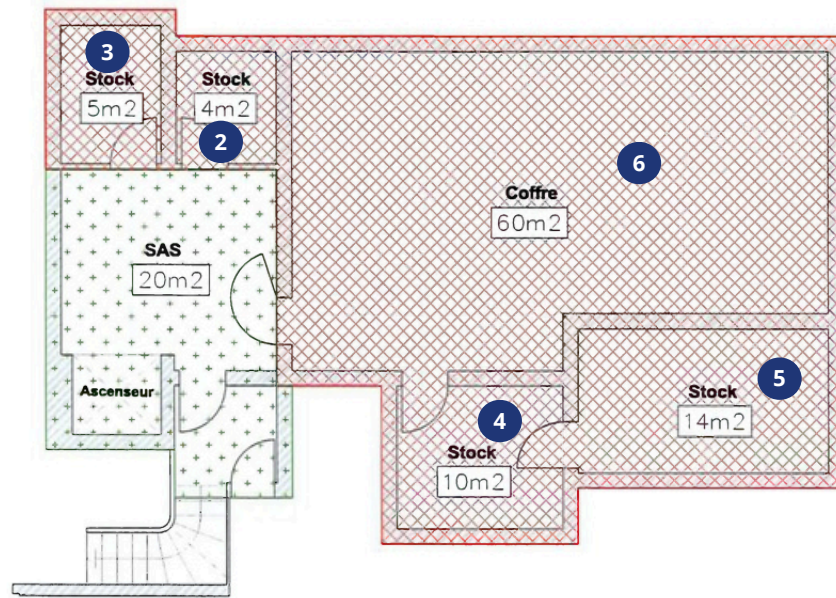 3
Stock
5m2
Stock
4m2
2
6
Coffre
60m2
SAS
20m2
Ascenseur
5
Stock
14m2
4
Stock
10m2